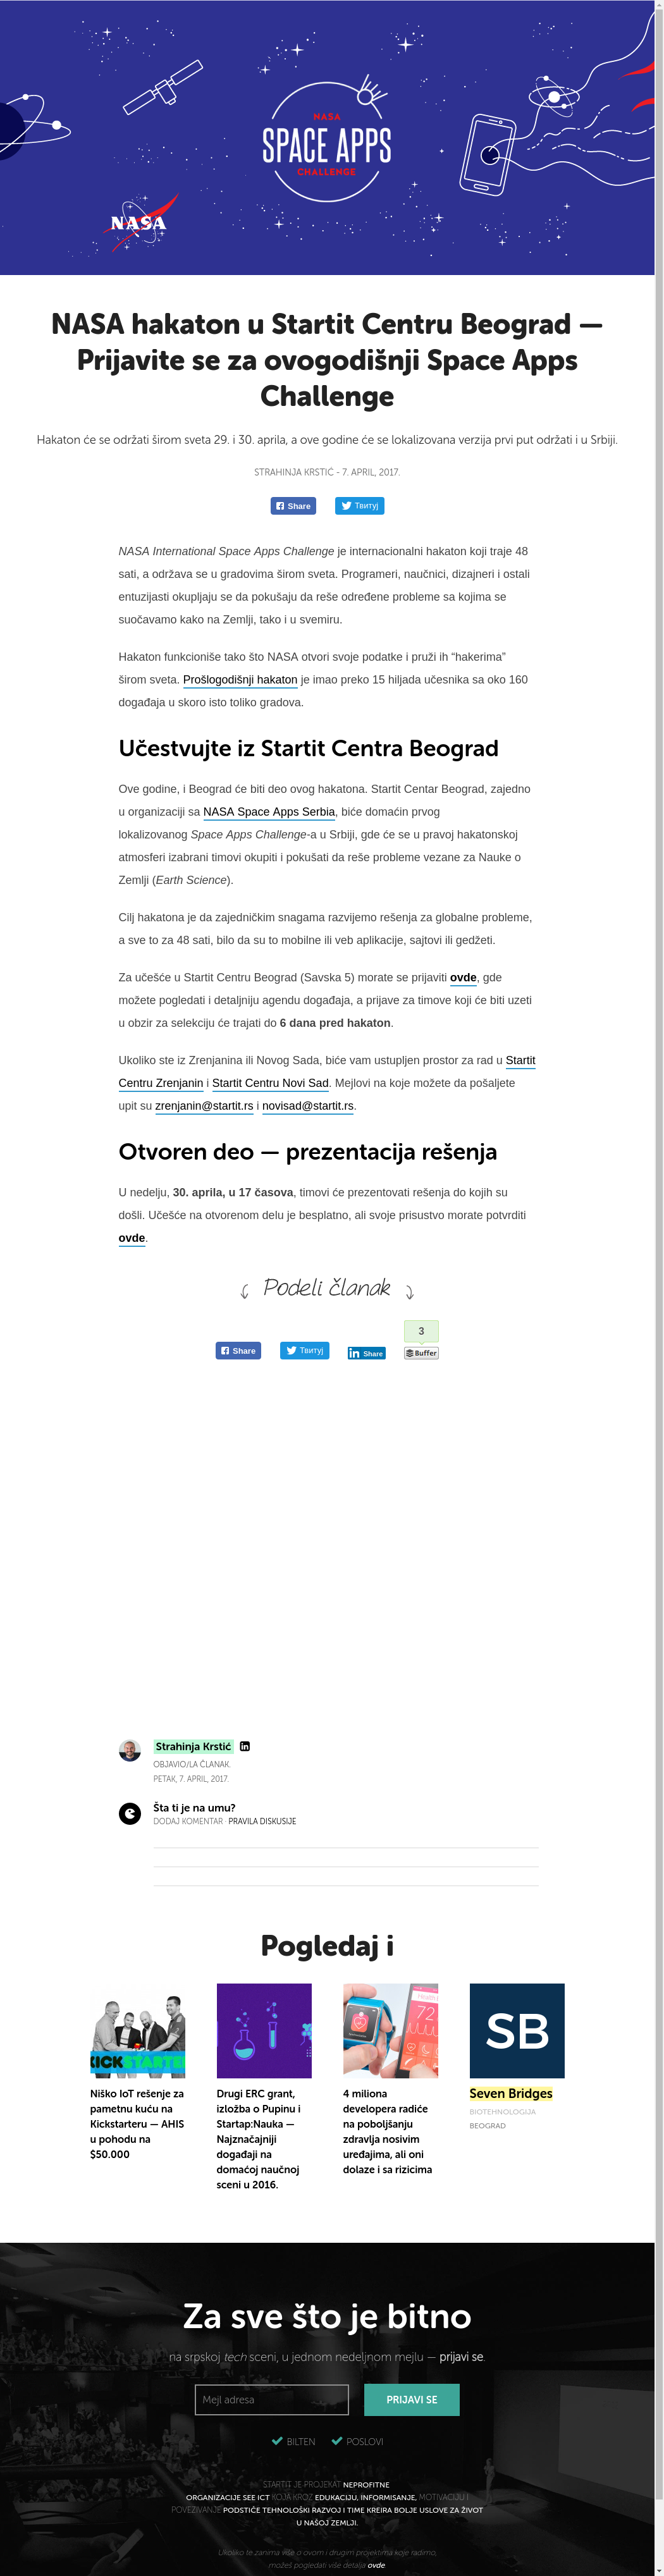 NASA
SPACE APPS
CHALLENGE
NASA
NASA hakaton u Startit Centru Beograd —
Prijavite se za ovogodišnji Space Apps
Challenge
Hakaton će se održati širom sveta 29. i 30. aprila, a ove godine će se lokalizovana verzija prvi put održati i u Srbiji.
STRAHINJA KRSTIĆ - 7. APRIL, 2017.
Share Твитуј
NASA International Space Apps Challenge je internacionalni hakaton koji traje 48
sati, a održava se u gradovima širom sveta. Programeri, naučnici, dizajneri i ostali
entuzijasti okupljaju se da pokušaju da reše određene probleme sa kojima se
suočavamo kako na Zemlji, tako i u svemiru.
Hakaton funkcioniše tako što NASA otvori svoje podatke i pruži ih “hakerima”
širom sveta. Prošlogodišnji hakaton je imao preko 15 hiljada učesnika sa oko 160
događaja u skoro isto toliko gradova.
Učestvujte iz Startit Centra Beograd
Ove godine, i Beograd će biti deo ovog hakatona. Startit Centar Beograd, zajedno
u organizaciji sa NASA Space Apps Serbia, biće domaćin prvog
lokalizovanog Space Apps Challenge-a u Srbiji, gde će se u pravoj hakatonskoj
atmosferi izabrani timovi okupiti i pokušati da reše probleme vezane za Nauke o
Zemlji (Earth Science).
Cilj hakatona je da zajedničkim snagama razvijemo rešenja za globalne probleme,
a sve to za 48 sati, bilo da su to mobilne ili veb aplikacije, sajtovi ili gedžeti.
Za učešće u Startit Centru Beograd (Savska 5) morate se prijaviti ovde, gde
možete pogledati i detaljniju agendu događaja, a prijave za timove koji će biti uzeti
u obzir za selekciju će trajati do 6 dana pred hakaton.
Ukoliko ste iz Zrenjanina ili Novog Sada, biće vam ustupljen prostor za rad u Startit
Centru Zrenjanin i Startit Centru Novi Sad. Mejlovi na koje možete da pošaljete
upit su zrenjanin@startit.rs i novisad@startit.rs.
Otvoren deo — prezentacija rešenja
U nedelju, 30. aprila, u 17 časova, timovi će prezentovati rešenja do kojih su
došli. Učešće na otvorenom delu je besplatno, ali svoje prisustvo morate potvrditi
ovde.
Podeli članak
3
Share Твитуј Share Buffer
Strahinja Krstić
OBJAVIO/LA ČLANAK.
PETAK, 7. APRIL, 2017.
Šta ti je na umu?
DODAJ KOMENTAR · PRAVILA DISKUSIJE
Pogledaj i
KICKSTARTER
Health
72
SB
Niško IoT rešenje za
pametnu kuću na
Kickstarteru — AHIS
u pohodu na
$50.000
Drugi ERC grant,
izložba o Pupinu i
Startap:Nauka —
Najznačajniji
događaji na
domaćoj naučnoj
sceni u 2016.
4 miliona
developera radiće
na poboljšanju
zdravlja nosivim
uređajima, ali oni
dolaze i sa rizicima
Seven Bridges
BIOTEHNOLOGIJA
BEOGRAD
Za sve što je bitno
na srpskoj tech sceni, u jednom nedeljnom mejlu — prijavi se.
Mejl adresa PRIJAVI SE
BILTEN POSLOVI
STARTIT JE PROJEKAT NEPROFITNE
ORGANIZACIJE SEE ICT KOJA KROZ EDUKACIJU, INFORMISANJE, MOTIVACIJU I
POVEZIVANJE PODSTIČE TEHNOLOŠKI RAZVOJ I TIME KREIRA BOLJE USLOVE ZA ŽIVOT
U NAŠOJ ZEMLJI.
Ukoliko te zanima više o ovom i drugim projektima koje radimo,
možeš pogledati više detalja ovde.